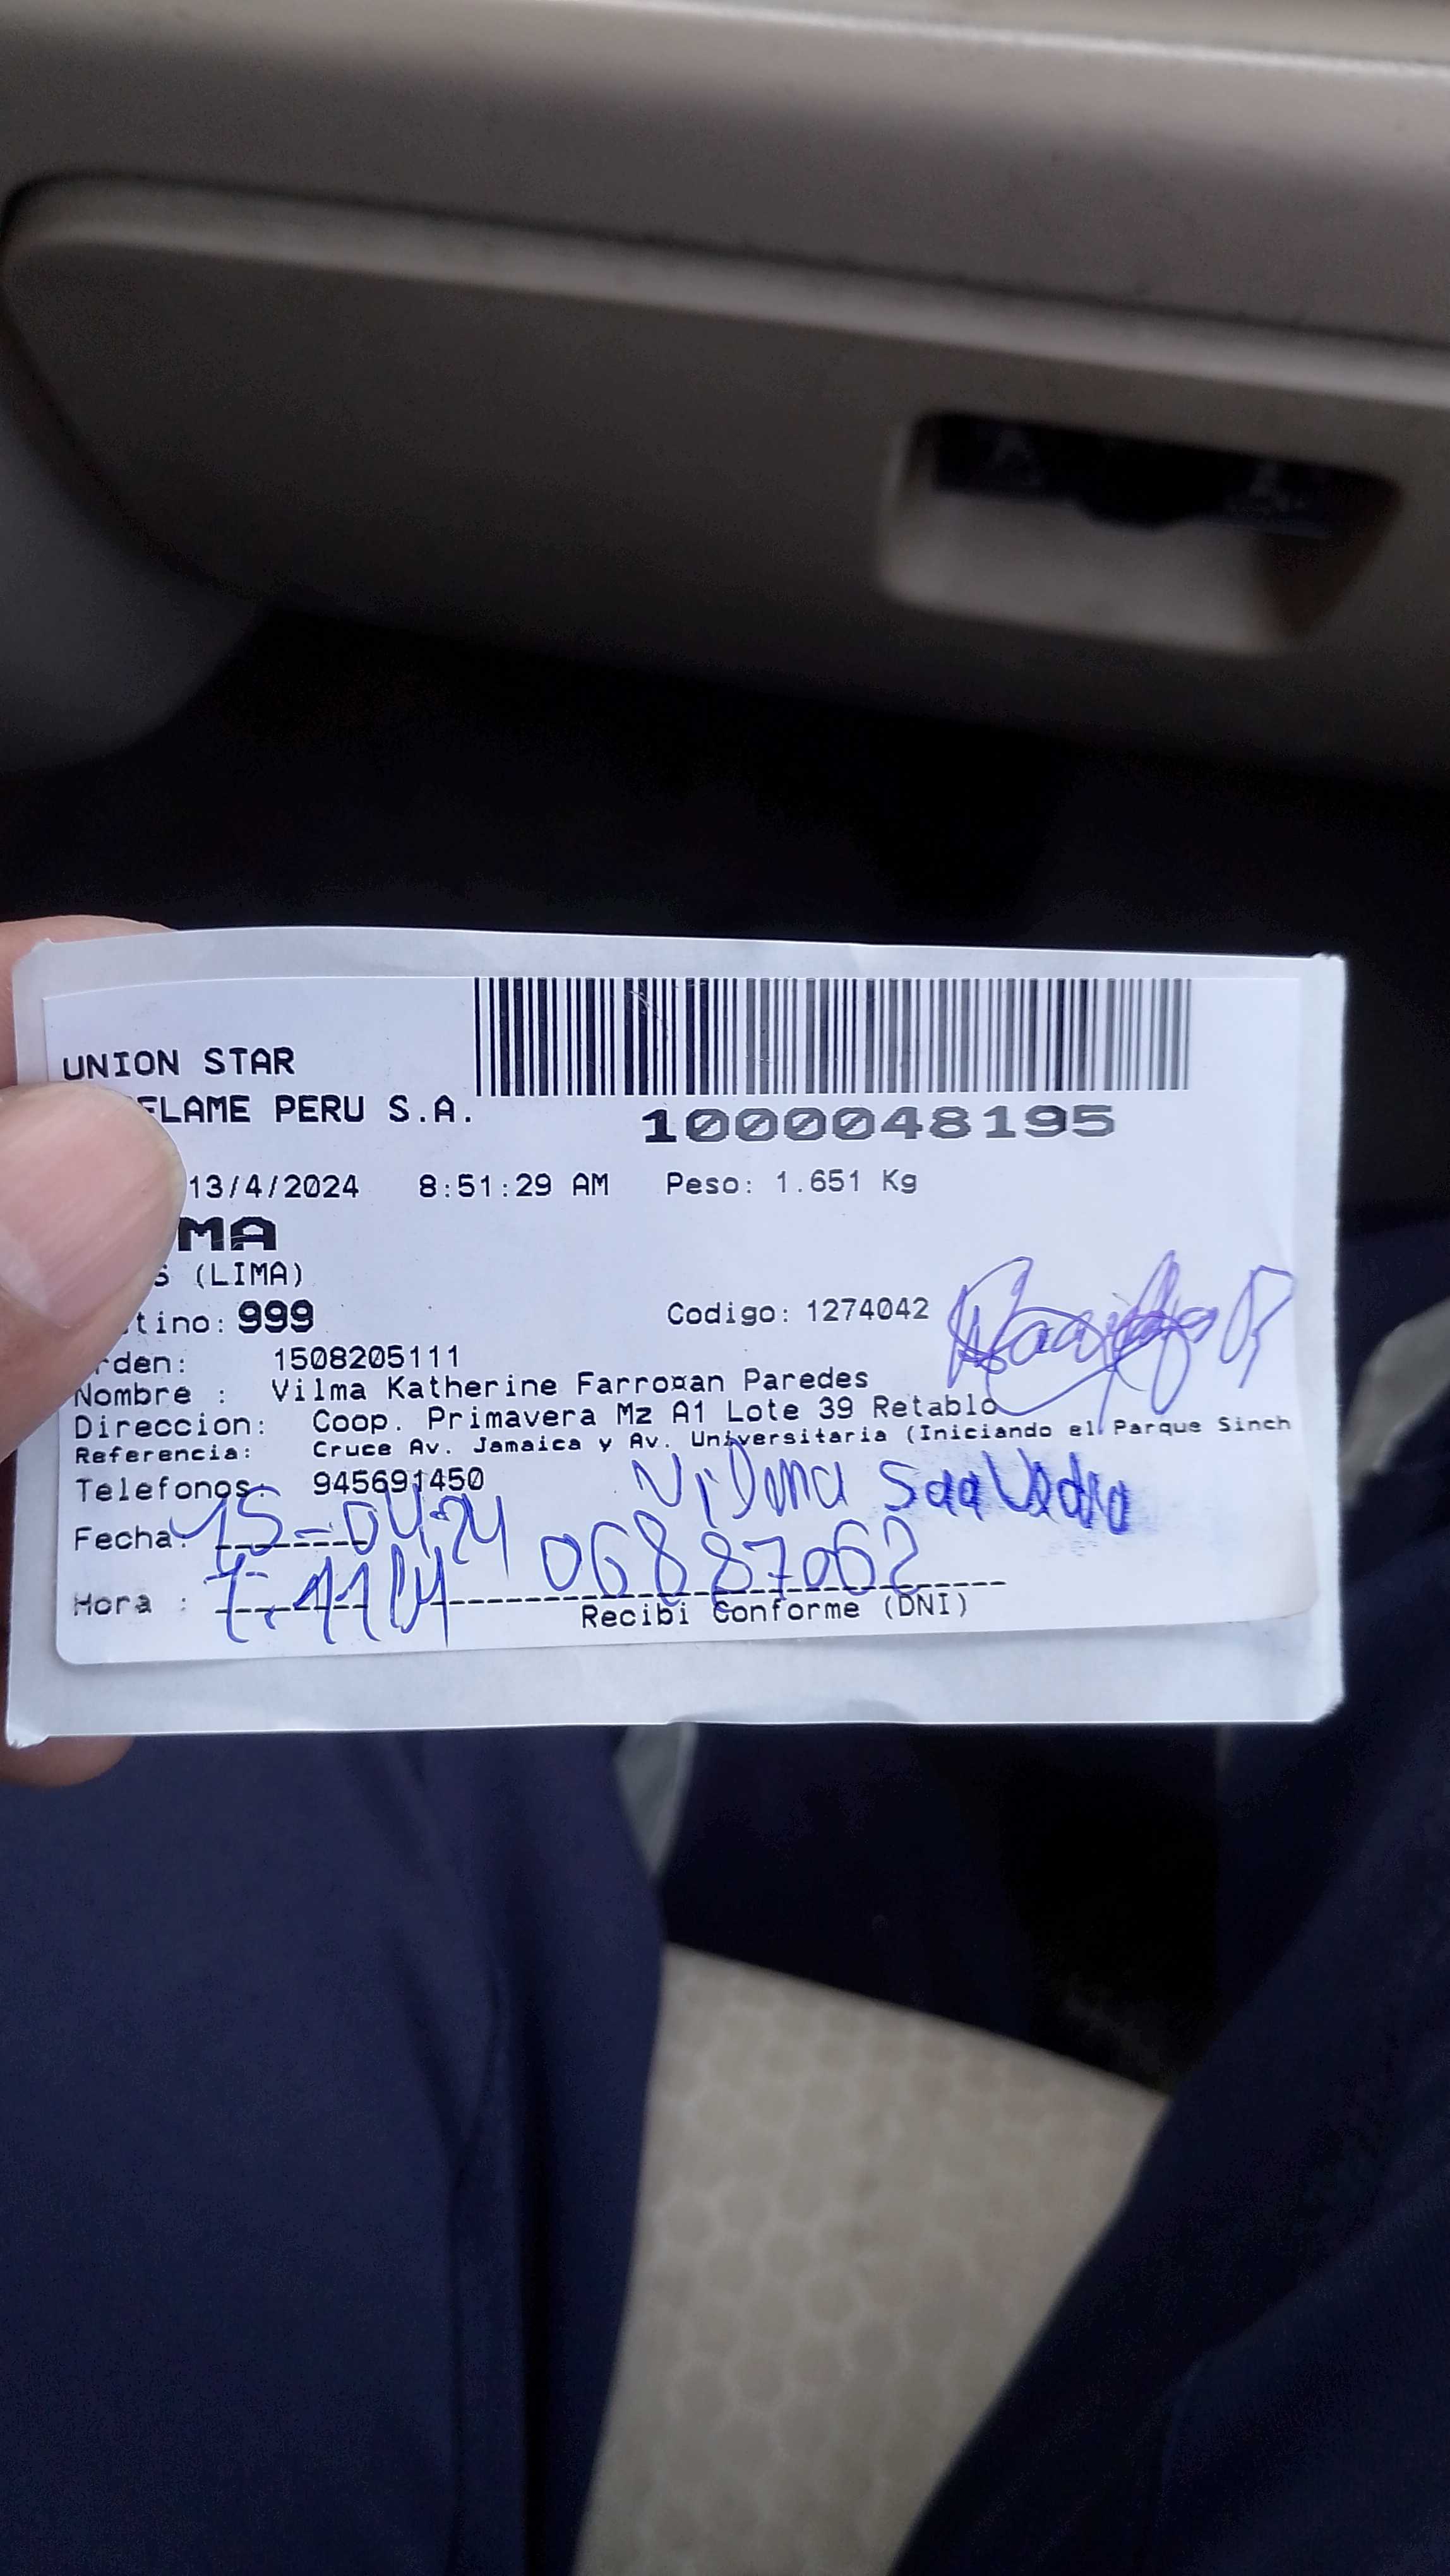 UNION STAR
FLAME PERU S.A.
1000048195
13/4/2024 8:51:29 AM Peso: 1.651 Kg
MA
S (LIMA)
tino: 999 Codigo: 1274042
rden: 1508205111
Nombre : Vilma Katherine Farroxan Paredes
Direccion: Coop. Primavera Mz A1 Lote 39 Retablo
Referencia: Cruce Av. Jamaica y Av. Universitaria (Iniciando el Parque Sinch
Telefonos: 945691450
Saavedra
Fecha: 15-04-24 06887062
Hora :
Recibi Conforme (DNI)